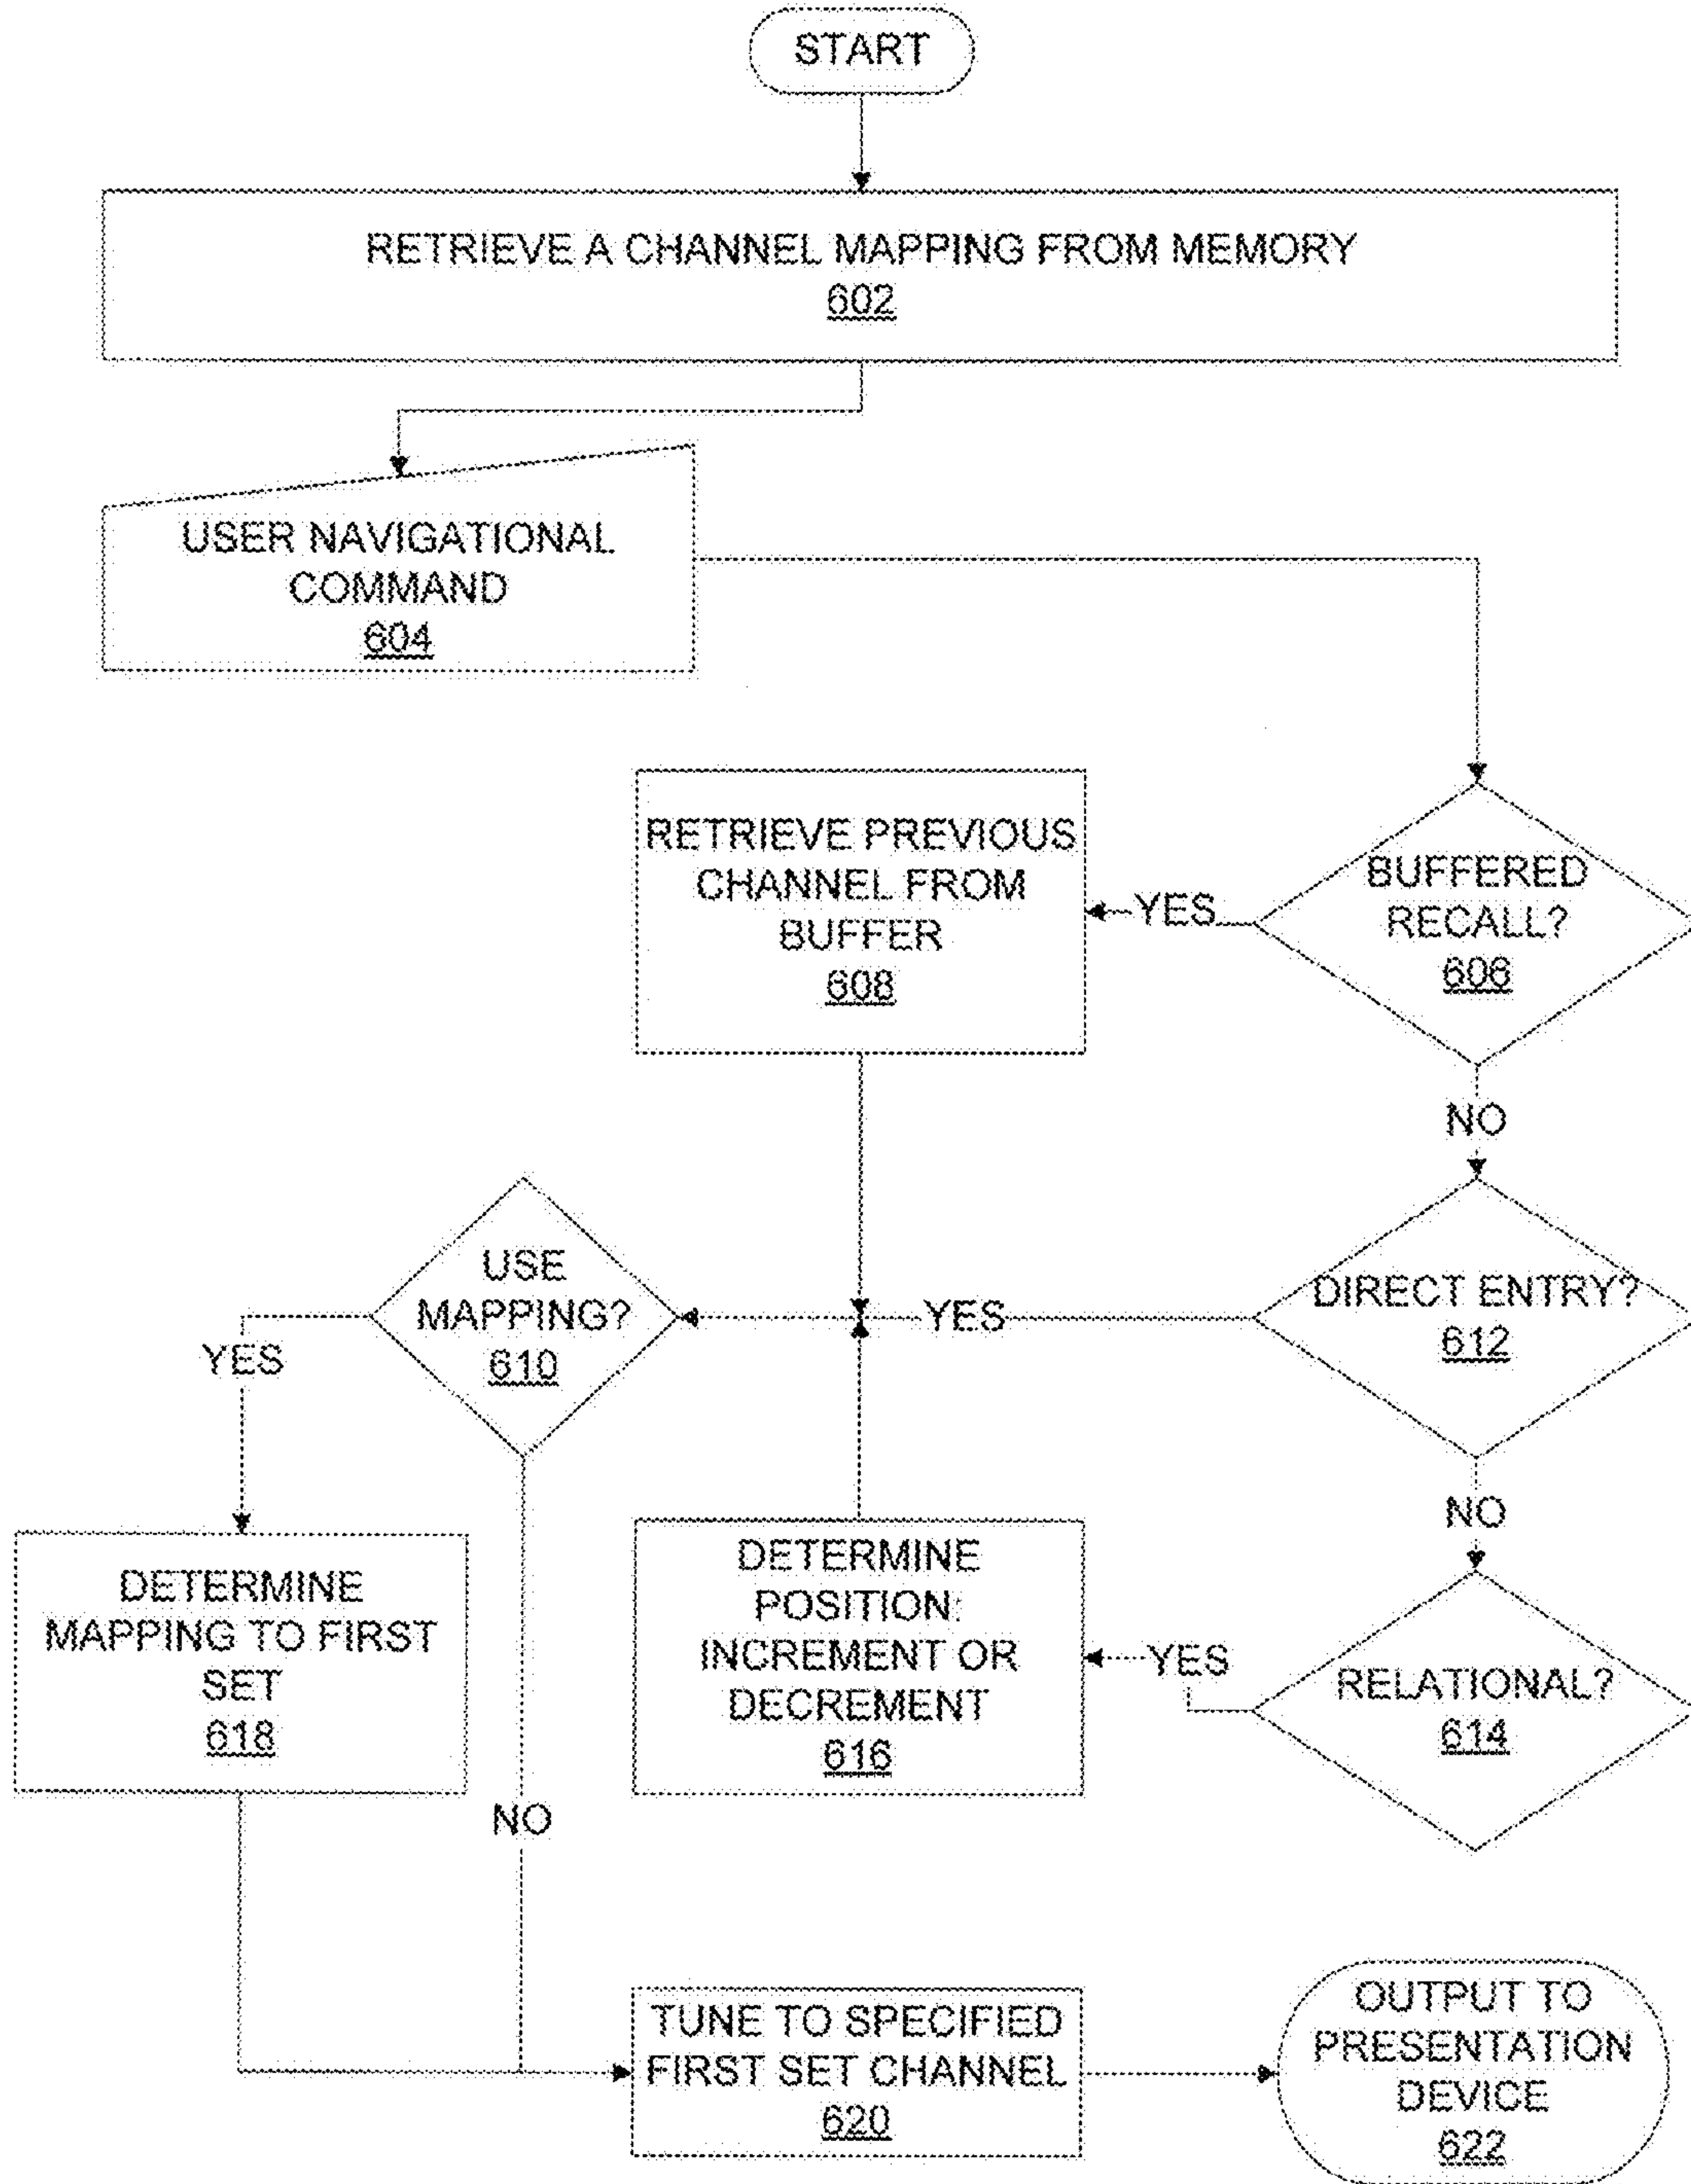 START
RETRIEVE A CHANNEL MAPPING FROM MEMORY
602
USER NAVIGATIONAL
COMMAND
604
RETRIEVE PREVIOUS
CHANNEL FROM
BUFFER
608
YES
BUFFERED
RECALL?
606
NO
USE
MAPPING?
610
YES
YES
DIRECT ENTRY?
612
NO
DETERMINE
MAPPING TO FIRST
SET
618
NO
DETERMINE
POSITION:
INCREMENT OR
DECREMENT
616
YES
RELATIONAL?
614
TUNE TO SPECIFIED
FIRST SET CHANNEL
620
OUTPUT TO
PRESENTATION
DEVICE
622